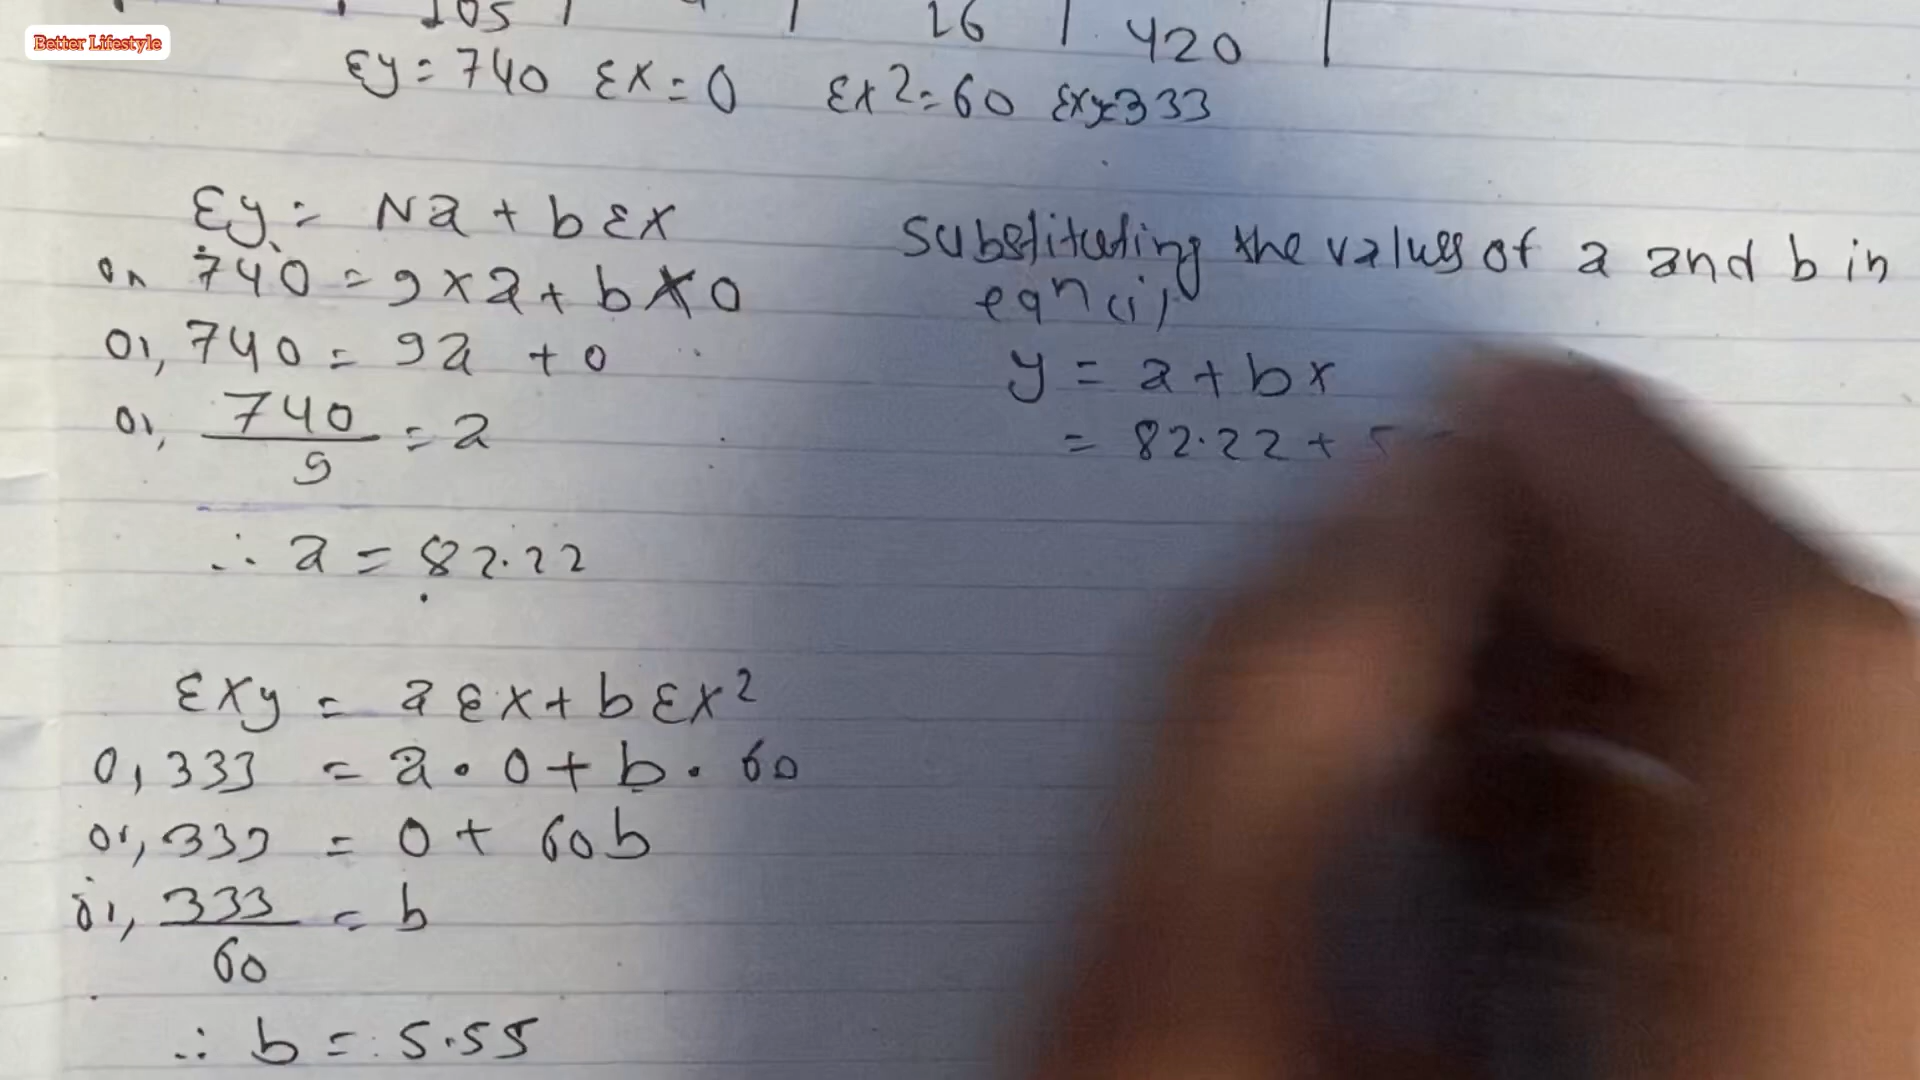 Better Lifestyle
105 | | 16 | 420 |
Σy = 740 Σx = 0 Σx2 = 60 Σxy=333
Σy = Na + bΣx
or 740 = 9 x a + b x 0
or, 740 = 9a + 0
or, 740/9 = a
∴ a = 82.22
Σxy = aΣx + bΣx²
or, 333 = a · 0 + b · 60
or, 333 = 0 + 60b
or, 333/60 = b
∴ b = 5.55
Substituting the values of a and b in
eqn (i)
y = a + bx
= 82.22 + 5